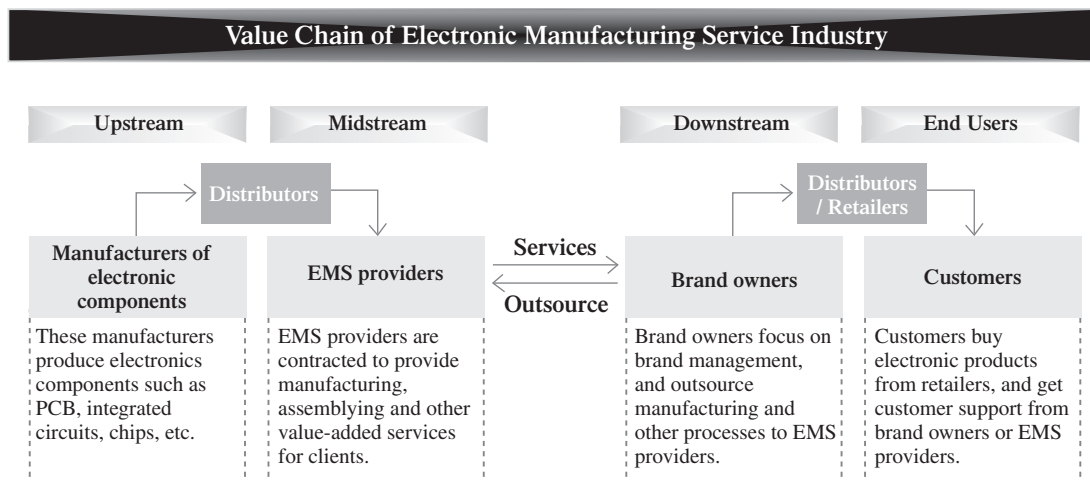 Value Chain of Electronic Manufacturing Service Industry
Upstream
Midstream
Downstream
End Users
Distributors
Distributors
/ Retailers
Manufacturers of
electronic
components
EMS providers
Services
Outsource
Brand owners
Customers
These manufacturers
produce electronics
components such as
PCB, integrated
circuits, chips, etc.
EMS providers are
contracted to provide
manufacturing,
assemblying and other
value-added services
for clients.
Brand owners focus on
brand management,
and outsource
manufacturing and
other processes to EMS
providers.
Customers buy
electronic products
from retailers, and get
customer support from
brand owners or EMS
providers.